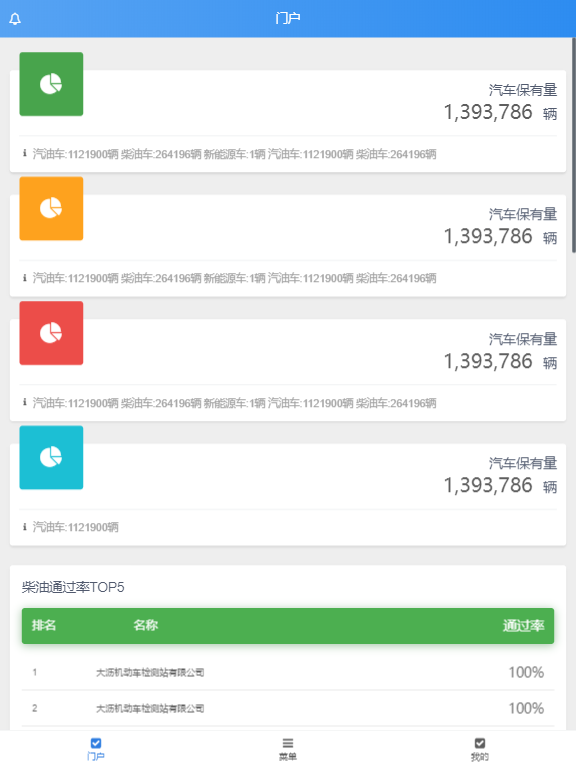 门户
汽车保有量
1,393,786 辆
汽油车:1121900辆 柴油车:264196辆 新能源车:1辆 汽油车:1121900辆 柴油车:264196辆
汽车保有量
1,393,786 辆
汽油车:1121900辆 柴油车:264196辆 新能源车:1辆 汽油车:1121900辆 柴油车:264196辆
汽车保有量
1,393,786 辆
汽油车:1121900辆 柴油车:264196辆 新能源车:1辆 汽油车:1121900辆 柴油车:264196辆
汽车保有量
1,393,786 辆
汽油车:1121900辆
柴油通过率TOP5
排名 名称 通过率
1 大沥机动车检测站有限公司 100%
2 大沥机动车检测站有限公司 100%
门户 菜单 我的